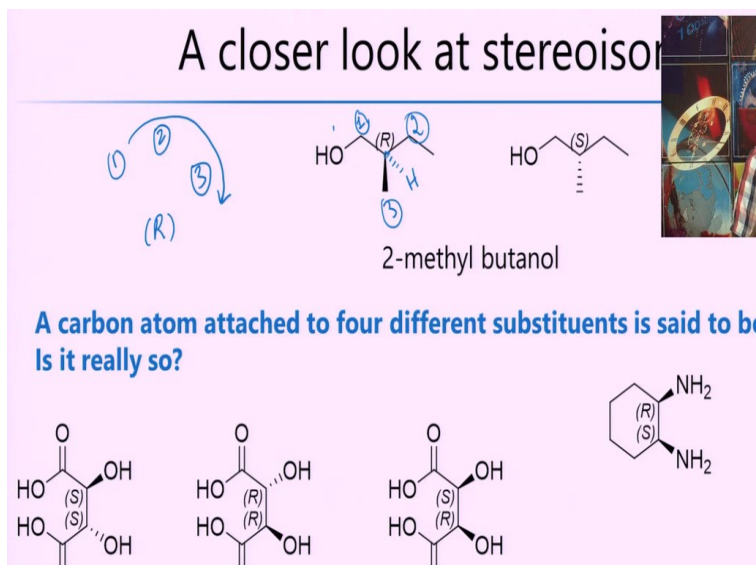 A closer look at stereoisom
① ② ③
(R)
HO ① (R) ② H ③
HO (S)
2-methyl butanol
A carbon atom attached to four different substituents is said to be
Is it really so?
NH₂
(R)
(S)
NH₂
O O O
HO (S) OH HO (R) OH HO (S) OH
HO (S) OH HO (R) OH HO (R) OH